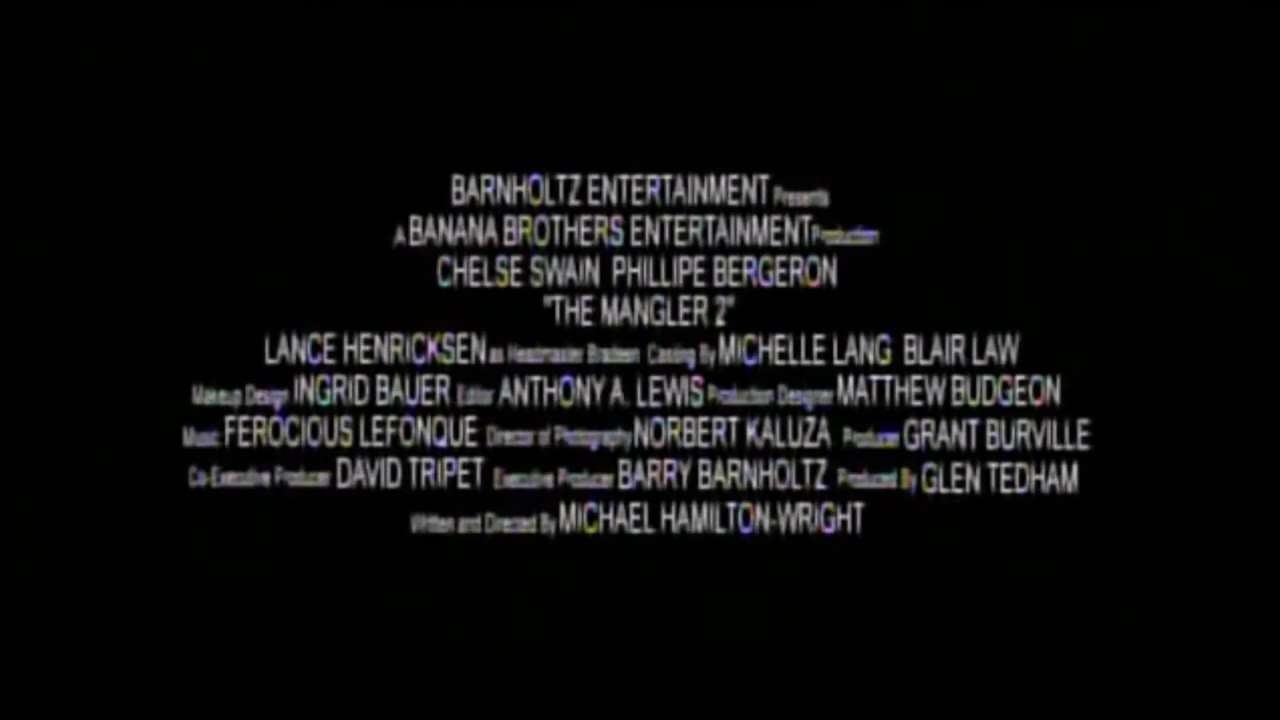 BARNHOLTZ ENTERTAINMENT Presents
A BANANA BROTHERS ENTERTAINMENT Production
CHELSE SWAIN PHILLIPE BERGERON
"THE MANGLER 2"
LANCE HENRICKSEN as Headmaster Bradeen Casting By MICHELLE LANG BLAIR LAW
Makeup Design INGRID BAUER Editor ANTHONY A. LEWIS Production Designer MATTHEW BUDGEON
Music FEROCIOUS LEFONQUE Director of Photography NORBERT KALUZA Producer GRANT BURVILLE
Co-Executive Producer DAVID TRIPET Executive Producer BARRY BARNHOLTZ Produced By GLEN TEDHAM
Written and Directed By MICHAEL HAMILTON-WRIGHT